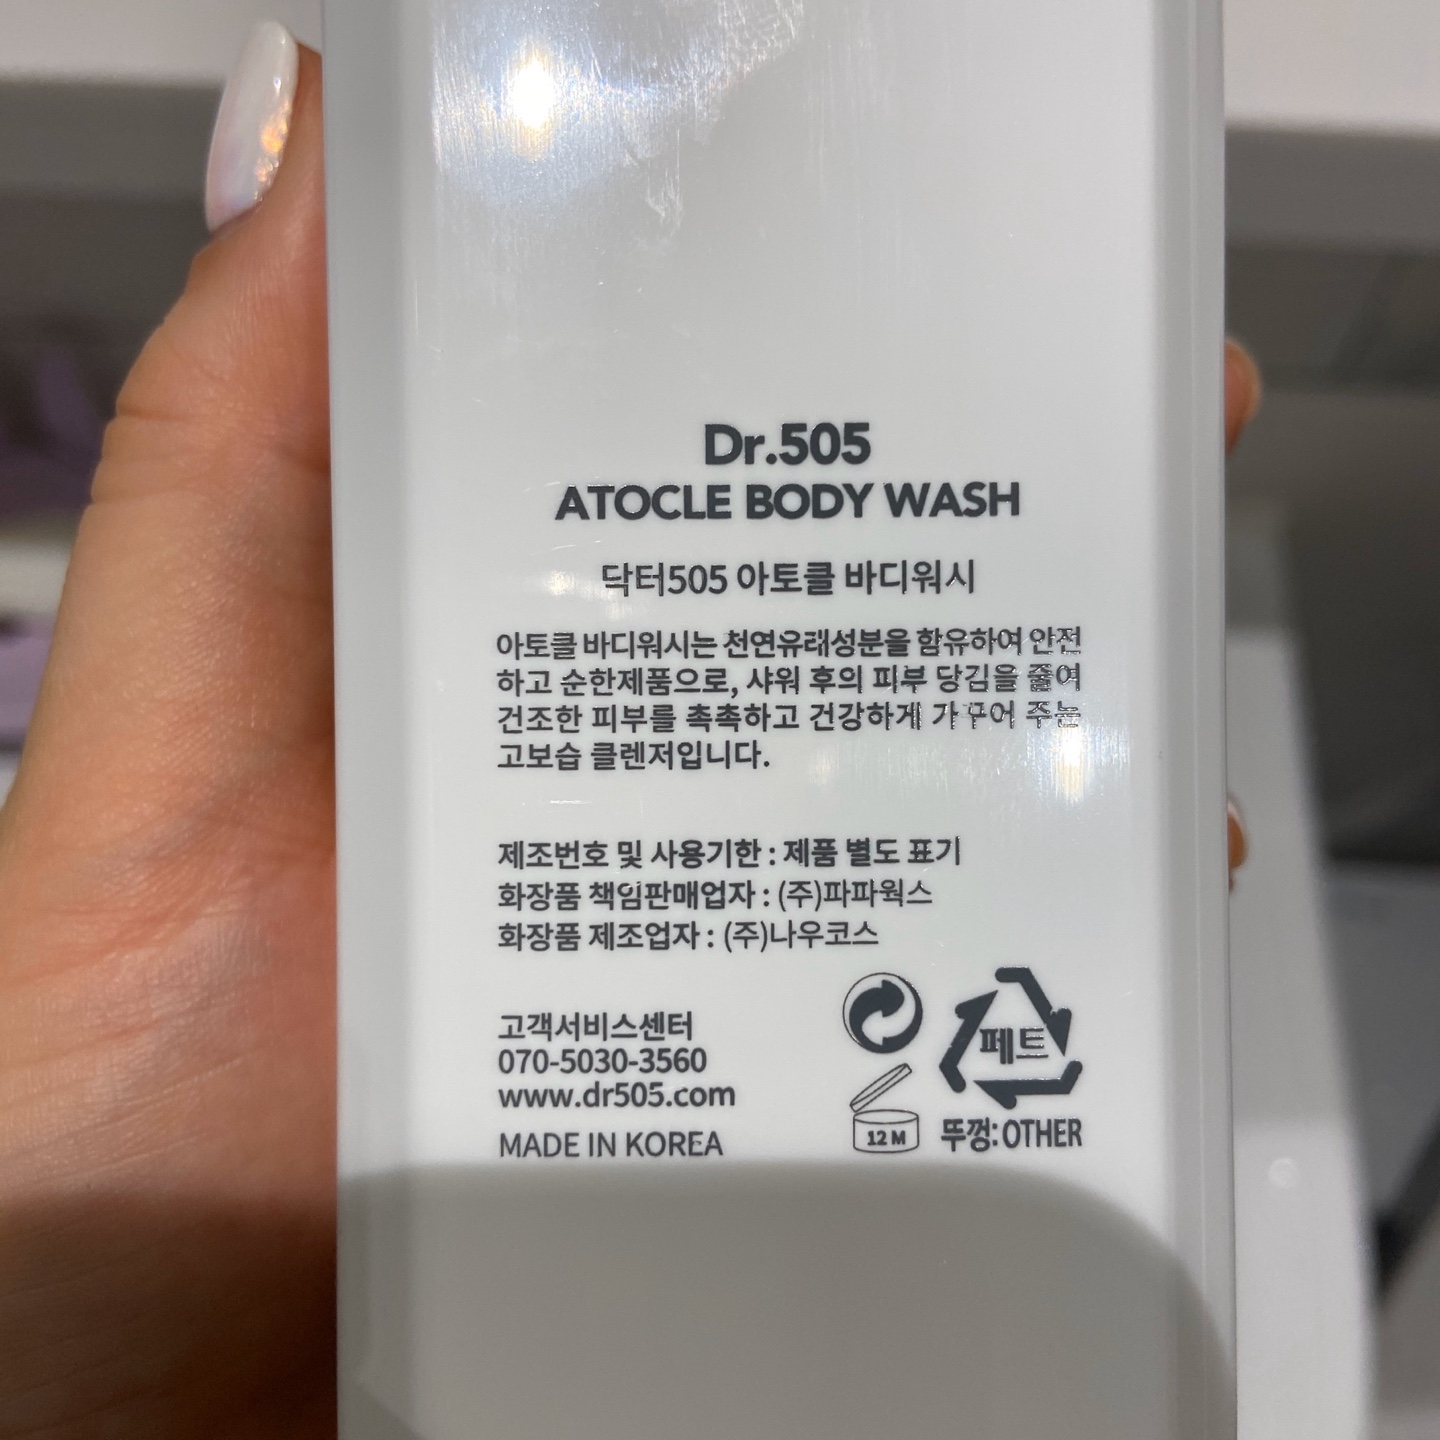 Dr.505
ATOCLE BODY WASH
닥터505 아토클 바디워시
아토클 바디워시는 천연유래성분을 함유하여 안전
하고 순한제품으로, 샤워 후의 피부 당김을 줄여
건조한 피부를 촉촉하고 건강하게 가꾸어 주는
고보습 클렌저입니다.
제조번호 및 사용기한 : 제품 별도 표기
화장품 책임판매업자 : (주)파파웍스
화장품 제조업자 : (주)나우코스
고객서비스센터
070-5030-3560
www.dr505.com
MADE IN KOREA
페트
12 M
뚜껑: OTHER